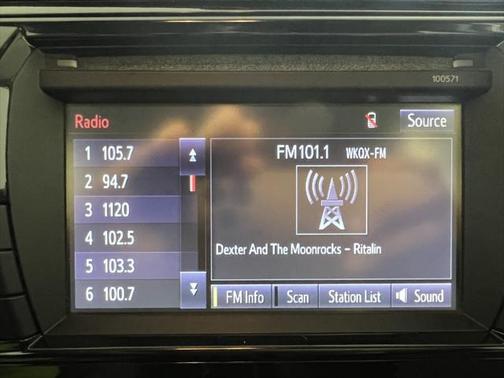 100571
Radio
Source
1 105.7
2 94.7
3 1120
4 102.5
5 103.3
6 100.7
FM101.1 WKQX-FM
Dexter And The Moonrocks – Ritalin
FM Info Scan Station List Sound